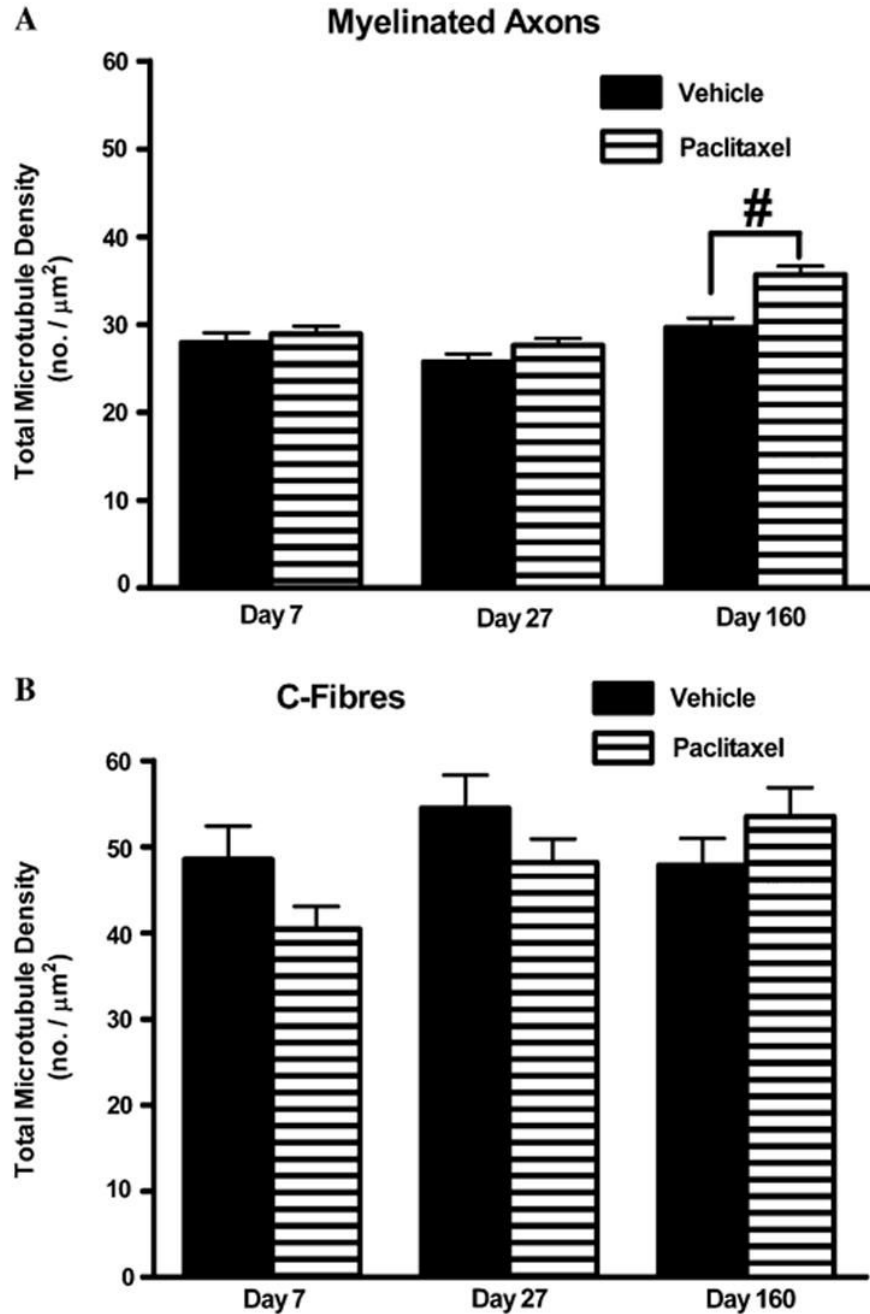 A
Myelinated Axons
Vehicle
Paclitaxel
#
Total Microtubule Density
(no. / μm²)
60
50
40
30
20
10
0
Day 7 Day 27 Day 160
B
C-Fibres
Vehicle
Paclitaxel
Total Microtubule Density
(no. / μm²)
60
50
40
30
20
10
0
Day 7 Day 27 Day 160